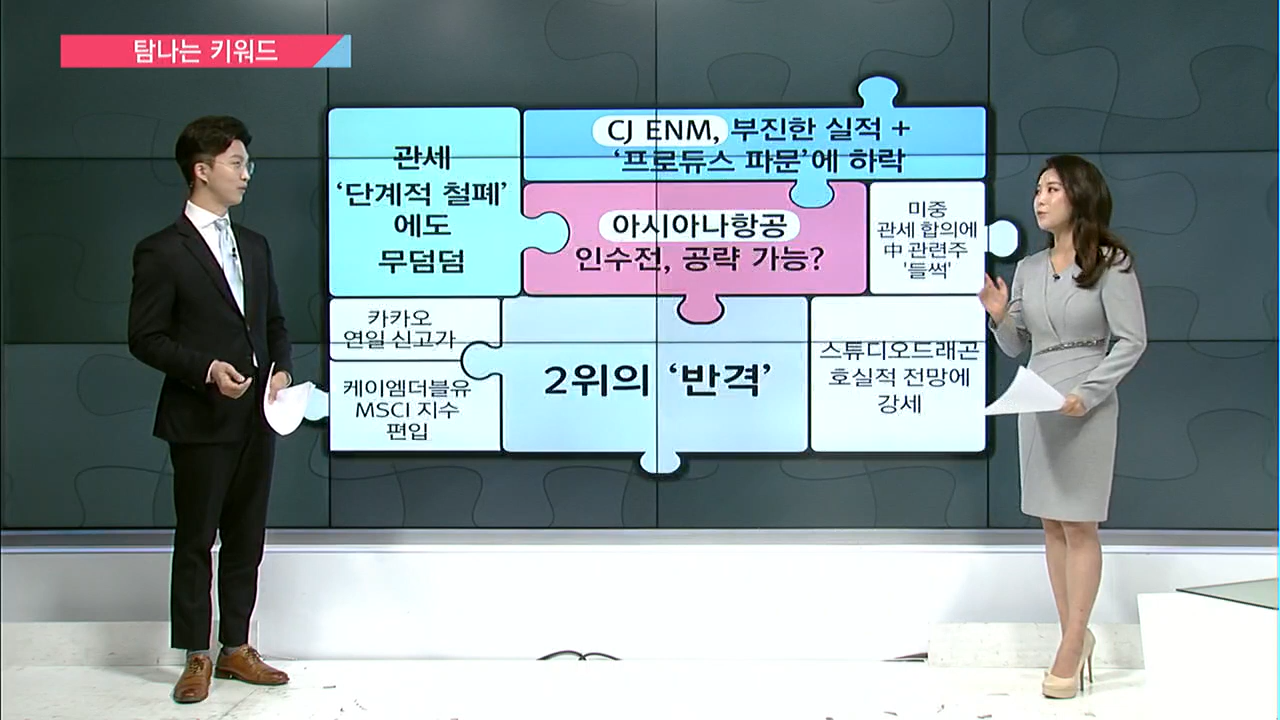 탐나는 키워드
관세
‘단계적 철폐’
에도
무덤덤
CJ ENM, 부진한 실적 +
‘프로듀스 파문’에 하락
아시아나항공
인수전, 공략 가능?
미중
관세 합의에
中 관련주
'들썩'
카카오
연일 신고가
케이엠더블유
MSCI 지수
편입
2위의 ‘반격’
스튜디오드래곤
호실적 전망에
강세